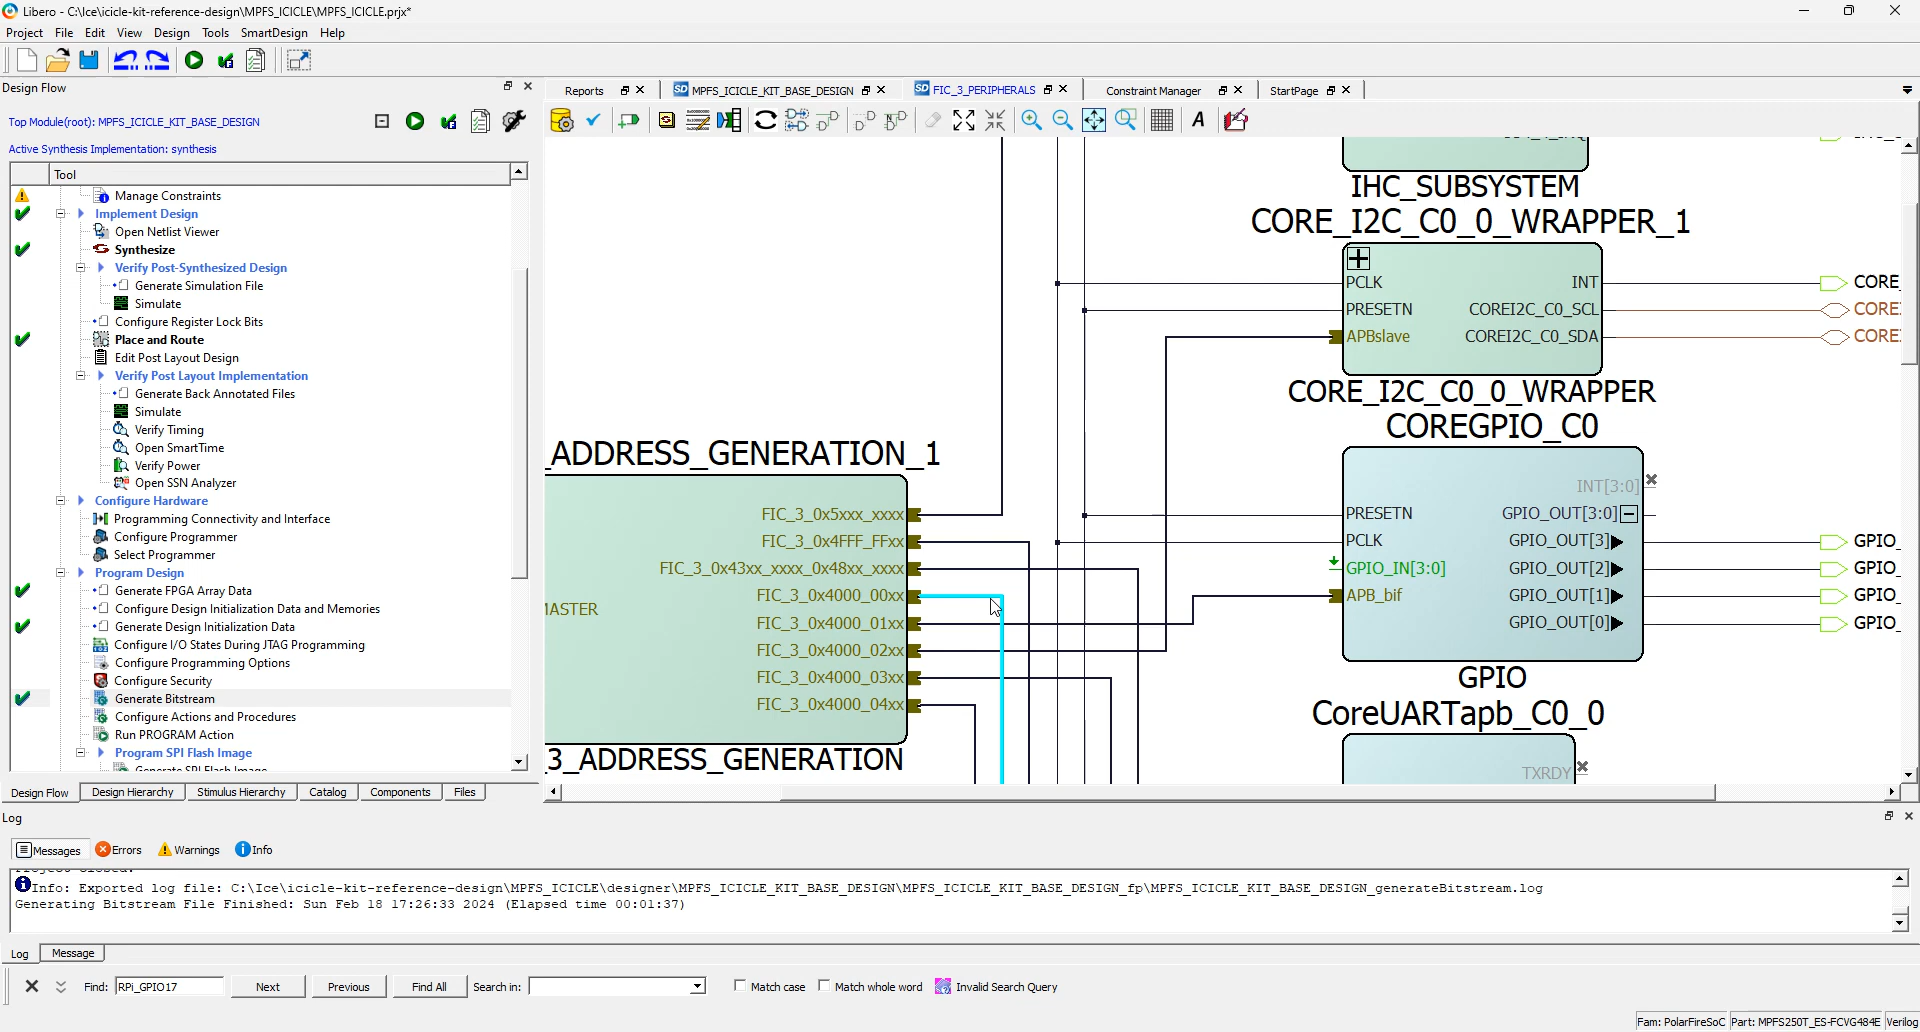 Libero - C:\Ice\icicle-kit-reference-design\MPFS_ICICLE\MPFS_ICICLE.prjx*
Project File Edit View Design Tools SmartDesign Help
Design Flow
Reports
MPFS_ICICLE_KIT_BASE_DESIGN
FIC_3_PERIPHERALS
Constraint Manager
StartPage
Top Module(root): MPFS_ICICLE_KIT_BASE_DESIGN
Active Synthesis Implementation: synthesis
Tool
Manage Constraints
Implement Design
Open Netlist Viewer
Synthesize
Verify Post-Synthesized Design
Generate Simulation File
Simulate
Configure Register Lock Bits
Place and Route
Edit Post Layout Design
Verify Post Layout Implementation
Generate Back Annotated Files
Simulate
Verify Timing
Open SmartTime
Verify Power
Open SSN Analyzer
Configure Hardware
Programming Connectivity and Interface
Configure Programmer
Select Programmer
Program Design
Generate FPGA Array Data
Configure Design Initialization Data and Memories
Generate Design Initialization Data
Configure I/O States During JTAG Programming
Configure Programming Options
Configure Security
Generate Bitstream
Configure Actions and Procedures
Run PROGRAM Action
Program SPI Flash Image
Generate SPI Flash Image
Design Flow Design Hierarchy Stimulus Hierarchy Catalog Components Files
IHC_SUBSYSTEM
CORE_I2C_C0_0_WRAPPER_1
PCLK INT CORE_
PRESETN COREI2C_C0_SCL COREI
APBslave COREI2C_C0_SDA COREI
CORE_I2C_C0_0_WRAPPER
COREGPIO_C0
INT[3:0]
PRESETN GPIO_OUT[3:0]
PCLK GPIO_OUT[3] GPIO_
GPIO_IN[3:0] GPIO_OUT[2] GPIO_
APB_bif GPIO_OUT[1] GPIO_
GPIO_OUT[0] GPIO_
GPIO
CoreUARTapb_C0_0
TXRDY
_ADDRESS_GENERATION_1
FIC_3_0x5xxx_xxxx
FIC_3_0x4FFF_FFxx
FIC_3_0x43xx_xxxx_0x48xx_xxxx
FIC_3_0x4000_00xx
MASTER
FIC_3_0x4000_01xx
FIC_3_0x4000_02xx
FIC_3_0x4000_03xx
FIC_3_0x4000_04xx
_3_ADDRESS_GENERATION
Log
Messages Errors Warnings Info
Info: Exported log file: C:\Ice\icicle-kit-reference-design\MPFS_ICICLE\designer\MPFS_ICICLE_KIT_BASE_DESIGN\MPFS_ICICLE_KIT_BASE_DESIGN_fp\MPFS_ICICLE_KIT_BASE_DESIGN_generateBitstream.log
Generating Bitstream File Finished: Sun Feb 18 17:26:33 2024 (Elapsed time 00:01:37)
Log Message
Find: RPi_GPIO17 Next Previous Find All Search in: Match case Match whole word Invalid Search Query
Fam: PolarFireSoC Part: MPFS250T_ES-FCVG484E Verilog